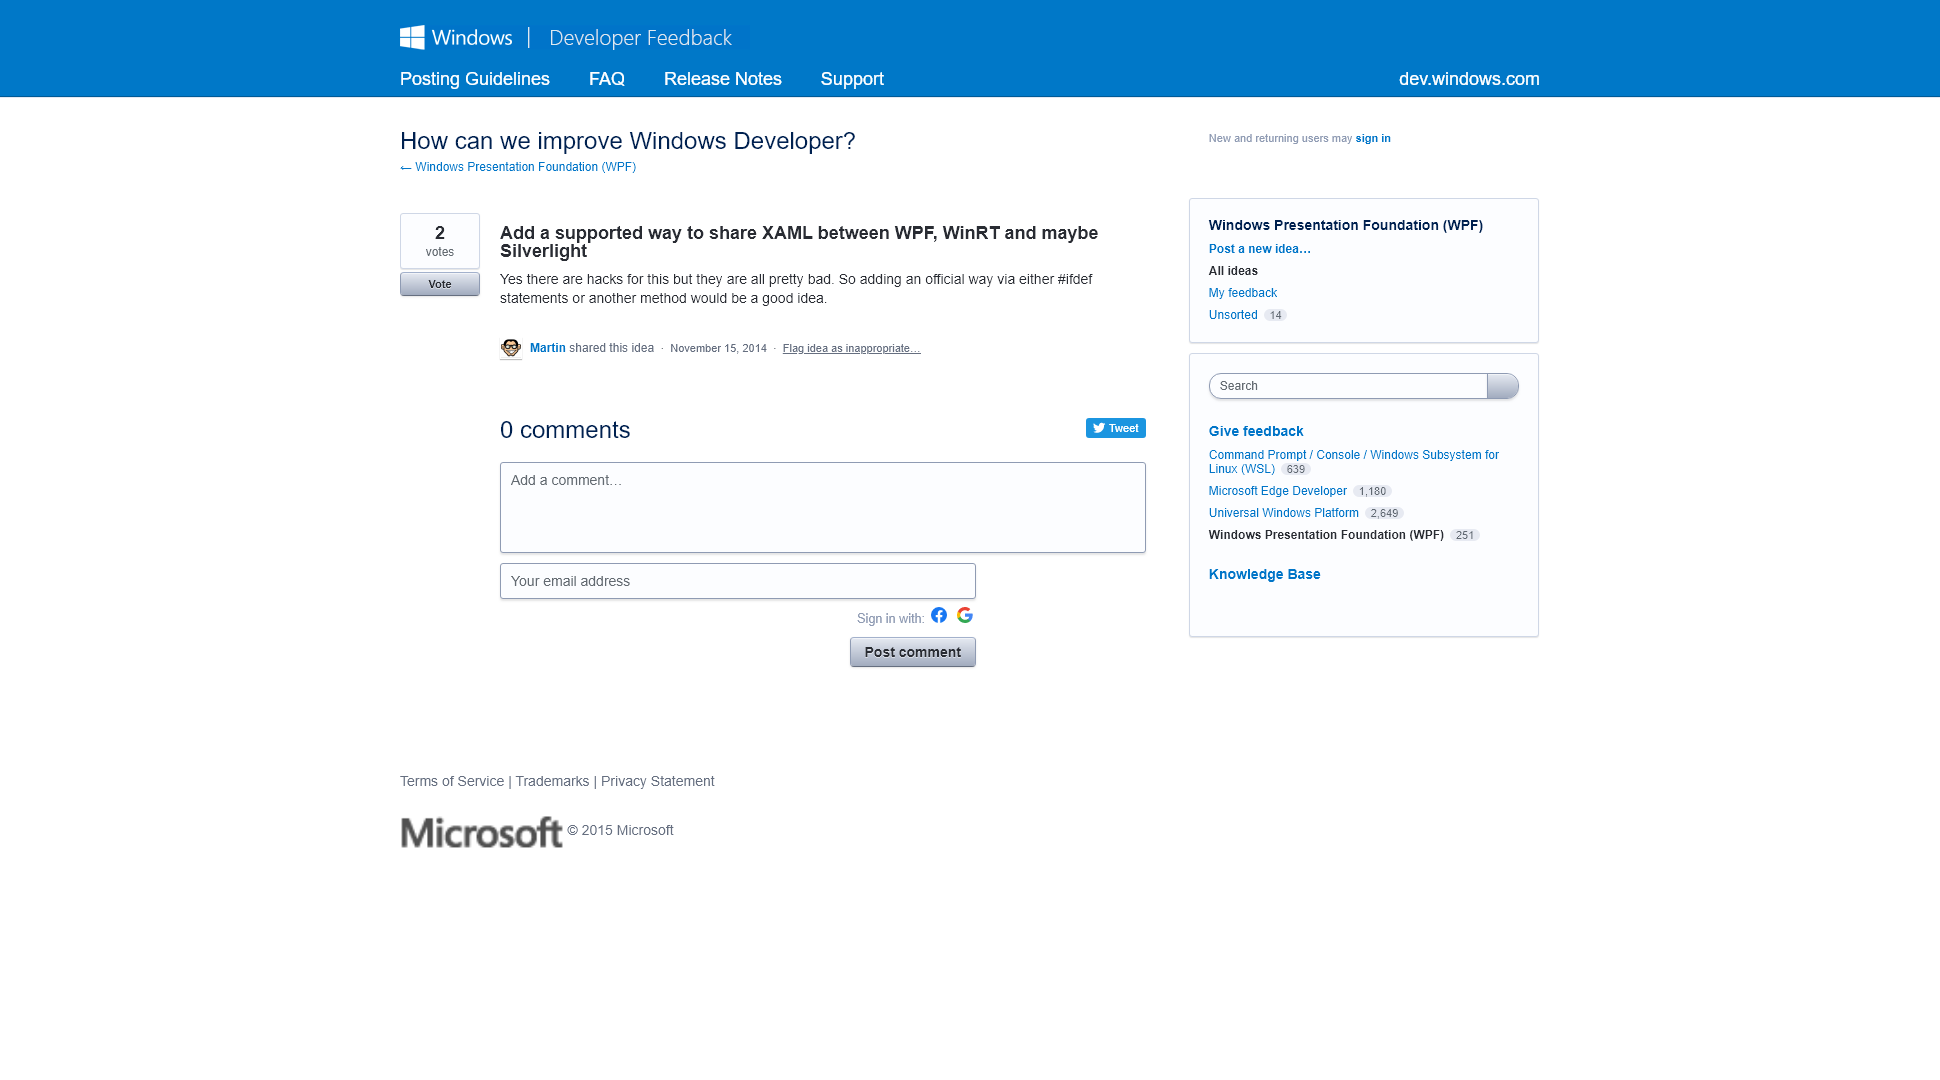 Windows | Developer Feedback
Posting Guidelines FAQ Release Notes Support dev.windows.com
How can we improve Windows Developer?
← Windows Presentation Foundation (WPF)
New and returning users may sign in
2
votes
Vote
Add a supported way to share XAML between WPF, WinRT and maybe
Silverlight
Yes there are hacks for this but they are all pretty bad. So adding an official way via either #ifdef
statements or another method would be a good idea.
Martin shared this idea · November 15, 2014 · Flag idea as inappropriate…
0 comments
Tweet
Add a comment…
Your email address
Sign in with:
Post comment
Windows Presentation Foundation (WPF)
Post a new idea…
All ideas
My feedback
Unsorted 14
Search
Give feedback
Command Prompt / Console / Windows Subsystem for
Linux (WSL) 639
Microsoft Edge Developer 1,180
Universal Windows Platform 2,649
Windows Presentation Foundation (WPF) 251
Knowledge Base
Terms of Service | Trademarks | Privacy Statement
Microsoft © 2015 Microsoft